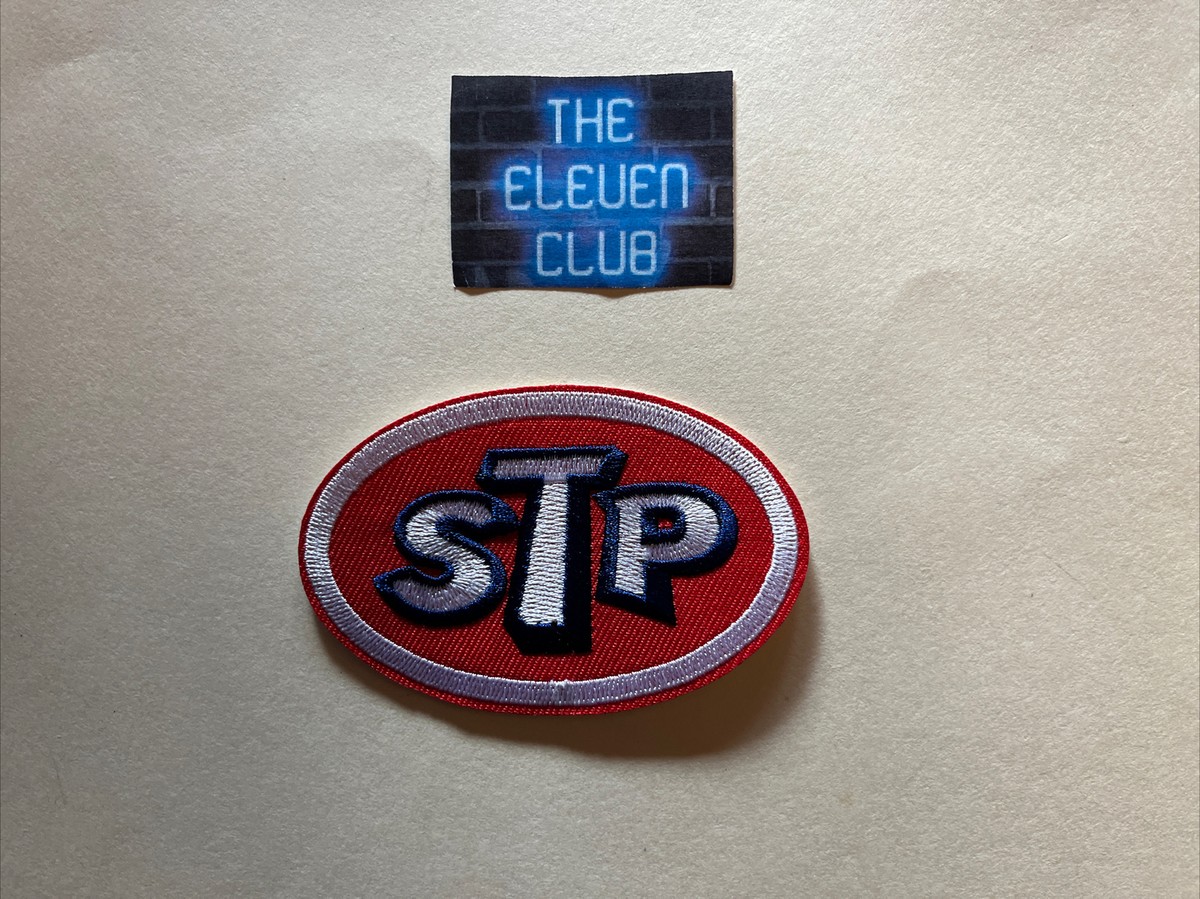 THE
ELEVEN
CLUB
STP